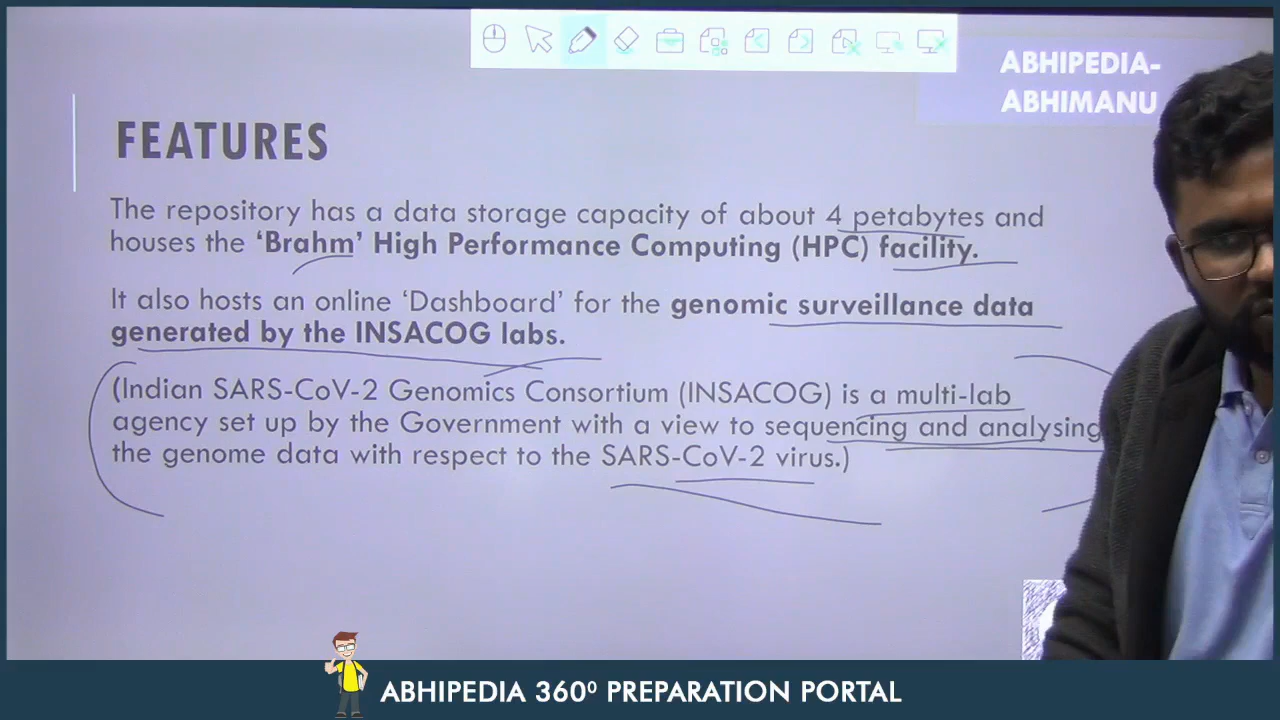 ABHIPEDIA-
ABHIMANU
FEATURES
The repository has a data storage capacity of about 4 petabytes and
houses the ‘Brahm’ High Performance Computing (HPC) facility.
It also hosts an online ‘Dashboard’ for the genomic surveillance data
generated by the INSACOG labs.
(Indian SARS-CoV-2 Genomics Consortium (INSACOG) is a multi-lab
agency set up by the Government with a view to sequencing and analysing
the genome data with respect to the SARS-CoV-2 virus.)
ABHIPEDIA 360⁰ PREPARATION PORTAL